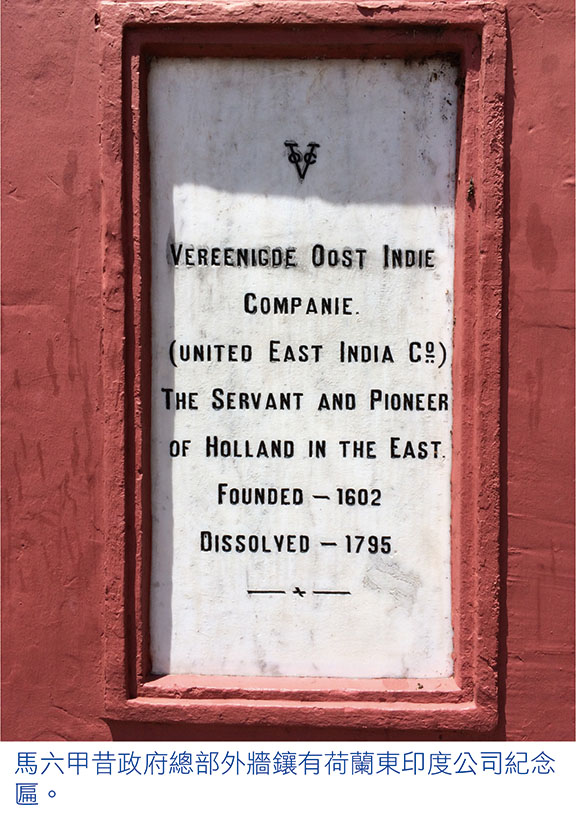 VOC
VEREENIGDE OOST INDIE
COMPANIE.
(UNITED EAST INDIA Cº)
THE SERVANT AND PIONEER
OF HOLLAND IN THE EAST.
FOUNDED — 1602
DISSOLVED — 1795
馬六甲昔政府總部外牆鑲有荷蘭東印度公司紀念
匾。